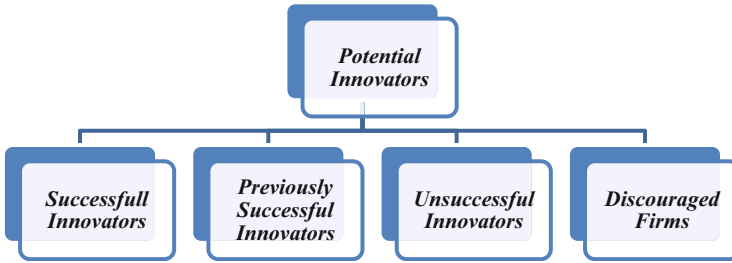 Potential
Innovators
Successfull
Innovators
Previously
Successful
Innovators
Unsuccessful
Innovators
Discouraged
Firms